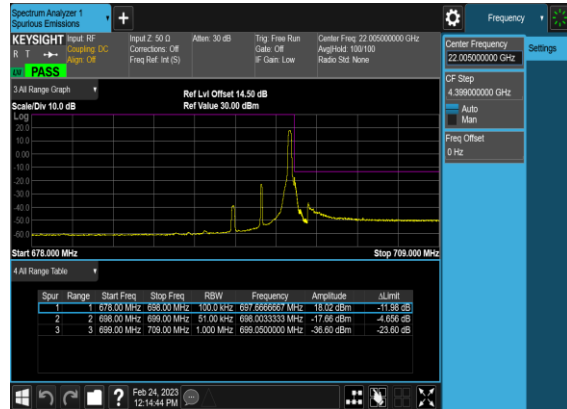 Spectrum Analyzer 1
Spurious Emissions
+
Frequency
KEYSIGHT
R T
LW PASS
Input: RF
Coupling: DC
Align: Off
Input Z: 50 Ω
Corrections: Off
Freq Ref: Int (S)
Atten: 30 dB
Trig: Free Run
Gate: Off
IF Gain: Low
Center Freq: 22.005000000 GHz
Avg|Hold: 100/100
Radio Std: None
Center Frequency
22.005000000 GHz
Settings
CF Step
4.399000000 GHz
Auto
Man
Freq Offset
0 Hz
3 All Range Graph
Scale/Div 10.0 dB
Ref Lvl Offset 14.50 dB
Ref Value 30.00 dBm
Log
20.0
10.0
0.00
-10.0
-20.0
-30.0
-40.0
-50.0
-60.0
Start 678.000 MHz
Stop 709.000 MHz
4 All Range Table
Spur Range Start Freq Stop Freq RBW Frequency Amplitude ΔLimit
1 1 678.00 MHz 698.00 MHz 100.0 kHz 697.6666667 MHz 18.02 dBm -11.98 dB
2 2 698.00 MHz 699.00 MHz 51.00 kHz 698.0033333 MHz -17.66 dBm -4.656 dB
3 3 699.00 MHz 709.00 MHz 1.000 MHz 699.0500000 MHz -36.60 dBm -23.60 dB
?
Feb 24, 2023
12:14:44 PM